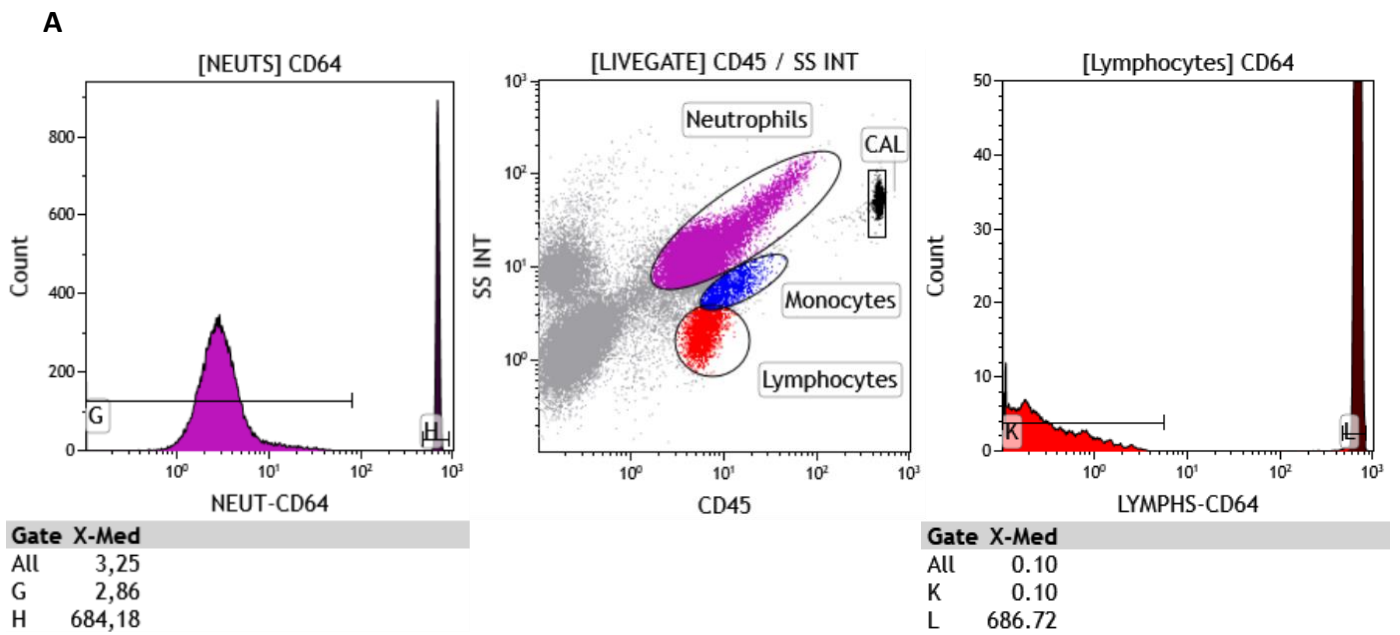 A
[NEUTS] CD64
800
600
400
200
0
Count
G
H
10⁰ 10¹ 10² 10³
NEUT-CD64
Gate X-Med
All 3,25
G 2,86
H 684,18
[LIVEGATE] CD45 / SS INT
10³
10²
10¹
10⁰
SS INT
Neutrophils
CAL
Monocytes
Lymphocytes
10⁰ 10¹ 10² 10³
CD45
[Lymphocytes] CD64
50
40
30
20
10
0
Count
K
L
10⁰ 10¹ 10² 10³
LYMPHS-CD64
Gate X-Med
All 0.10
K 0.10
L 686.72